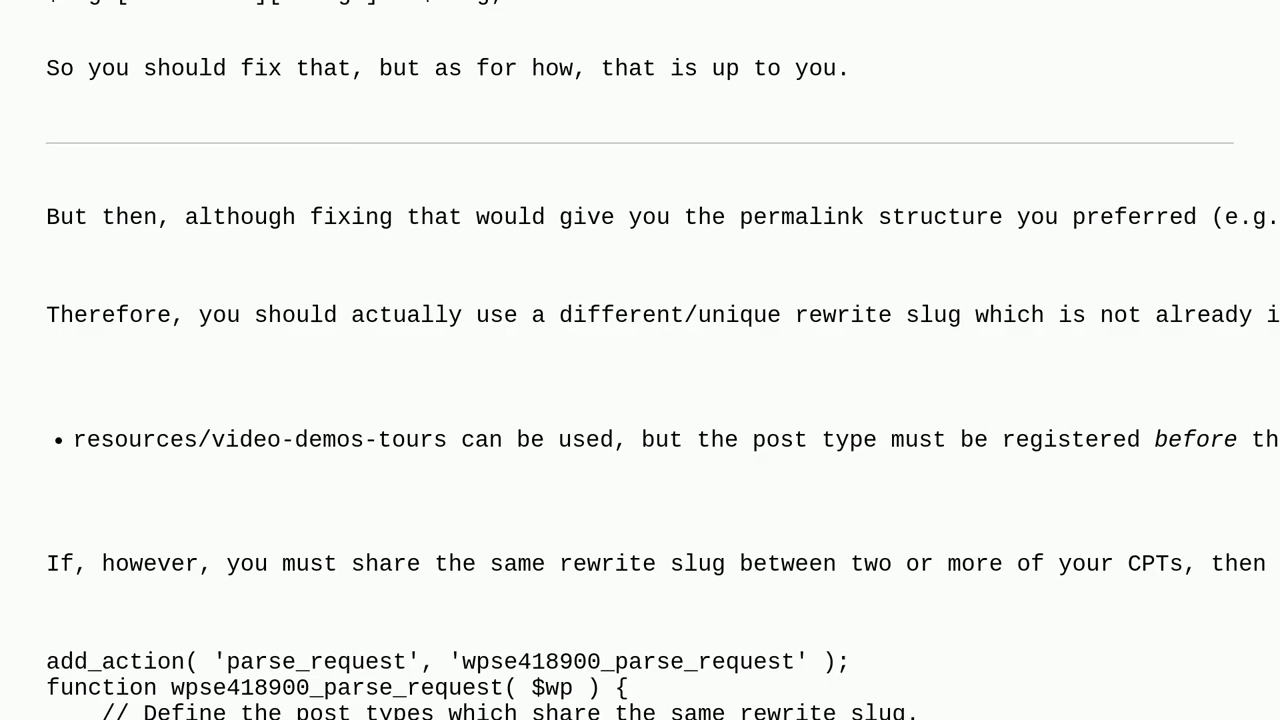 So you should fix that, but as for how, that is up to you.
But then, although fixing that would give you the permalink structure you preferred (e.g.
Therefore, you should actually use a different/unique rewrite slug which is not already
• resources/video-demos-tours can be used, but the post type must be registered before
If, however, you must share the same rewrite slug between two or more of your CPTs, then
add_action( 'parse_request', 'wpse418900_parse_request' );
function wpse418900_parse_request( $wp ) {
// Define the post types which share the same rewrite slug.